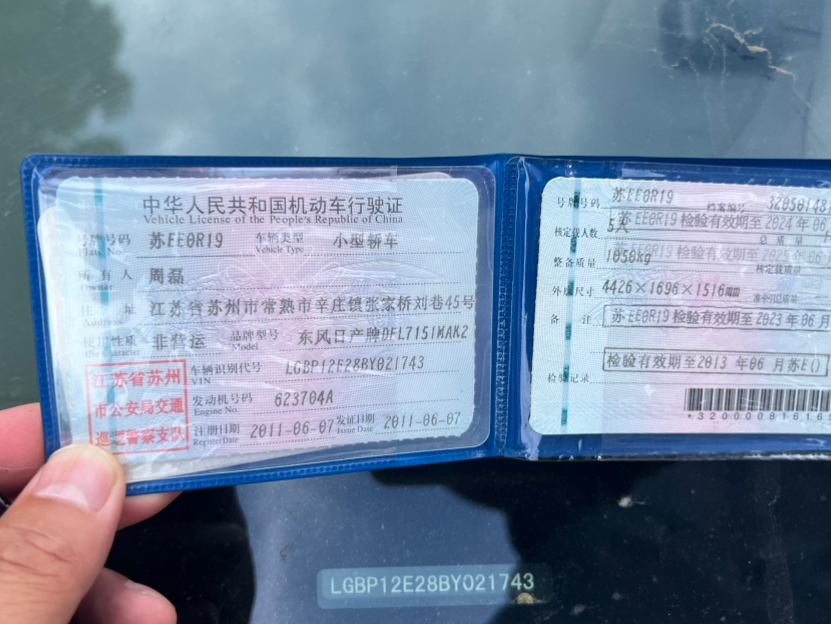 中华人民共和国机动车行驶证
Vehicle License of the People's Republic of China
号牌号码 苏EE0R19 车辆类型 小型轿车
Plate No. Vehicle Type
所有人 周磊
Owner
住址 江苏省苏州市常熟市辛庄镇张家桥刘巷45号
Address
使用性质 非营运 品牌型号 东风日产牌DFL7151MAK2
Use Character Model
江苏省苏州
市公安局交通
巡逻警察支队
车辆识别代号 LGBP12E28BY021743
VIN
发动机号码 623704A
Engine No.
注册日期 2011-06-07 发证日期 2011-06-07
Register Date Issue Date
号牌号码 苏EE0R19 档案编号 32050148
苏EE0R19 检验有效期至 2024年06
核定载人数 5人 总质量
苏EE0R19 检验有效期至 2025年06
整备质量 1058kg 核定载质量
外廓尺寸 4426×1696×1516mm 准牵引总质量
备注 苏EE0R19 检验有效期至 2023年06月
检验有效期至2013年06月苏E()
检验记录
*3200008161
LGBP12E28BY021743